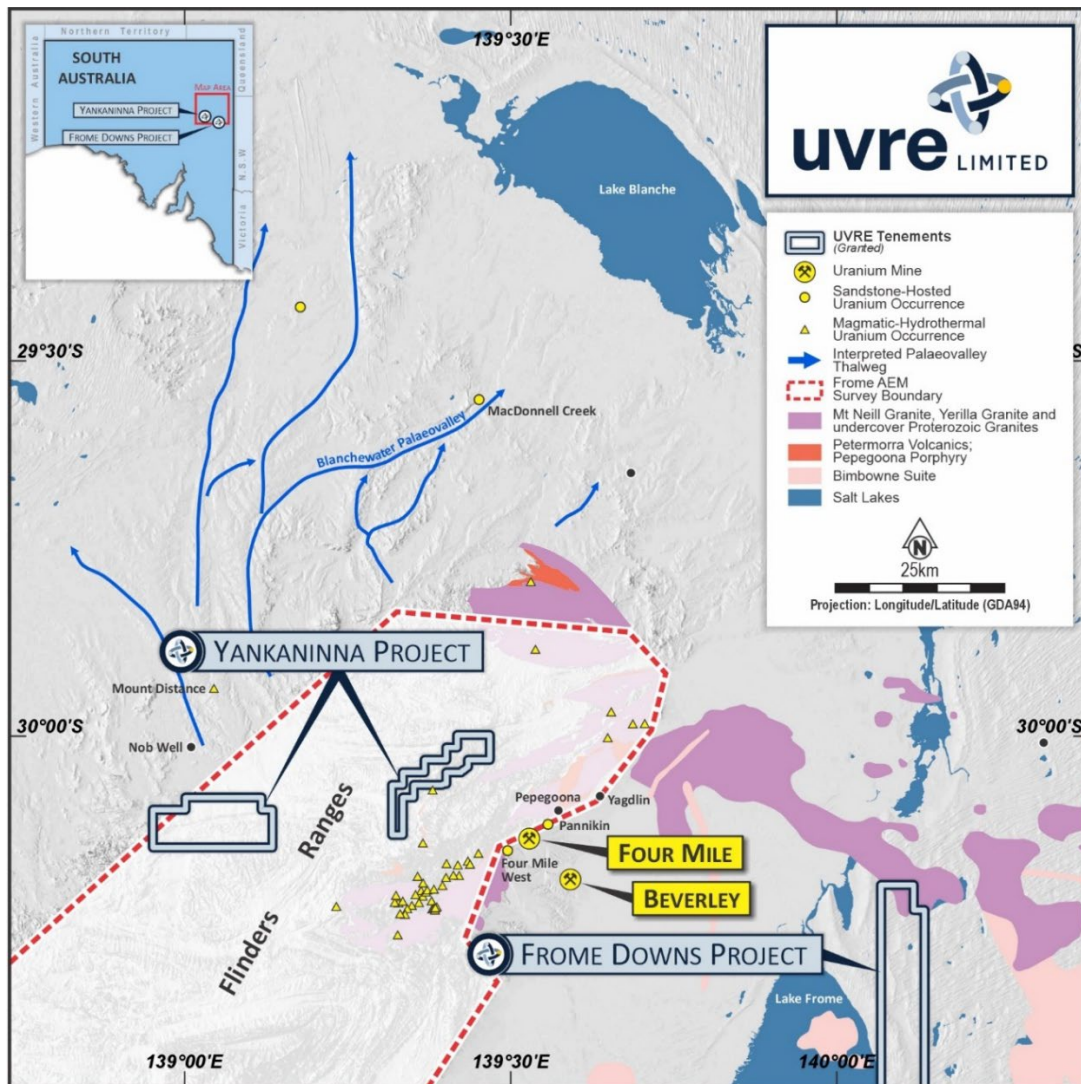 Northern Territory
Western Australia
SOUTH
AUSTRALIA
Queensland
MAP AREA
YANKANINNA PROJECT
FROME DOWNS PROJECT
N.S.W
Victoria
139°30'E
Lake Blanche
uvre LIMITED
UVRE Tenements
(Granted)
Uranium Mine
Sandstone-Hosted
Uranium Occurrence
Magmatic-Hydrothermal
Uranium Occurrence
Interpreted Palaeovalley
Thalweg
Frome AEM
Survey Boundary
Mt Neill Granite, Yerilla Granite and
undercover Proterozoic Granites
Petermorra Volcanics;
Pepegoona Porphyry
Bimbowne Suite
Salt Lakes
N
25km
Projection: Longitude/Latitude (GDA94)
29°30'S
S
MacDonnell Creek
Blanchewater Palaeovalley
YANKANINNA PROJECT
Mount Distance
30°00'S
30°00'S
Nob Well
Flinders Ranges
Pepegoona
Yagdlin
Pannikin
FOUR MILE
Four Mile
West
BEVERLEY
FROME DOWNS PROJECT
Lake Frome
139°00'E
139°30'E
140°00'E